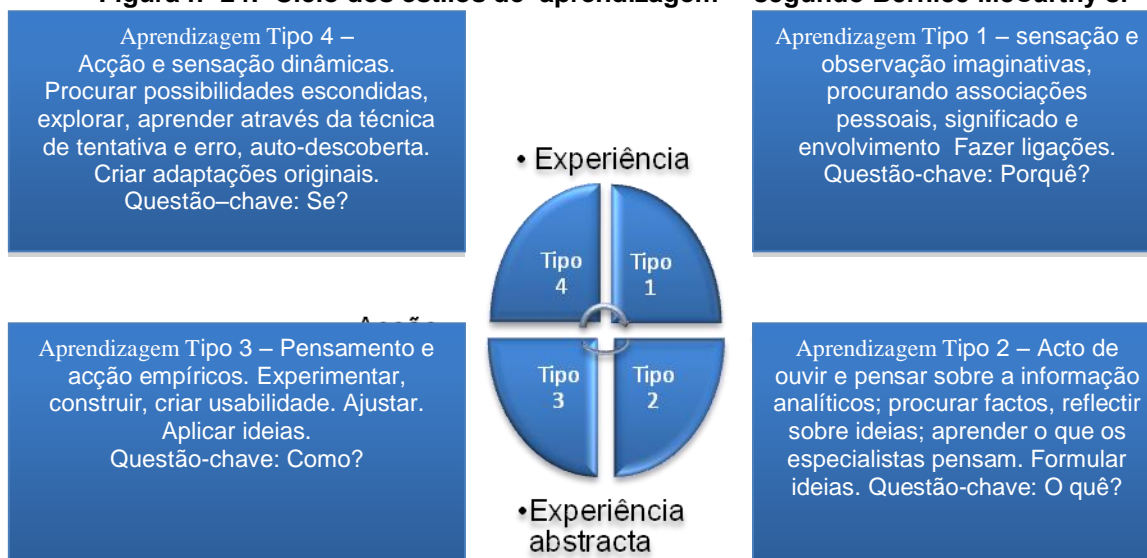 Aprendizagem Tipo 4 –
Acção e sensação dinâmicas.
Procurar possibilidades escondidas,
explorar, aprender através da técnica
de tentativa e erro, auto-descoberta.
Criar adaptações originais.
Questão–chave: Se?
Aprendizagem Tipo 1 – sensação e
observação imaginativas,
procurando associações
pessoais, significado e
envolvimento Fazer ligações.
Questão-chave: Porquê?
• Experiência
Tipo
4
Tipo
1
Tipo
3
Tipo
2
Aprendizagem Tipo 3 – Pensamento e
acção empíricos. Experimentar,
construir, criar usabilidade. Ajustar.
Aplicar ideias.
Questão-chave: Como?
Aprendizagem Tipo 2 – Acto de
ouvir e pensar sobre a informação
analíticos; procurar factos, reflectir
sobre ideias; aprender o que os
especialistas pensam. Formular
ideias. Questão-chave: O quê?
•Experiência
abstracta